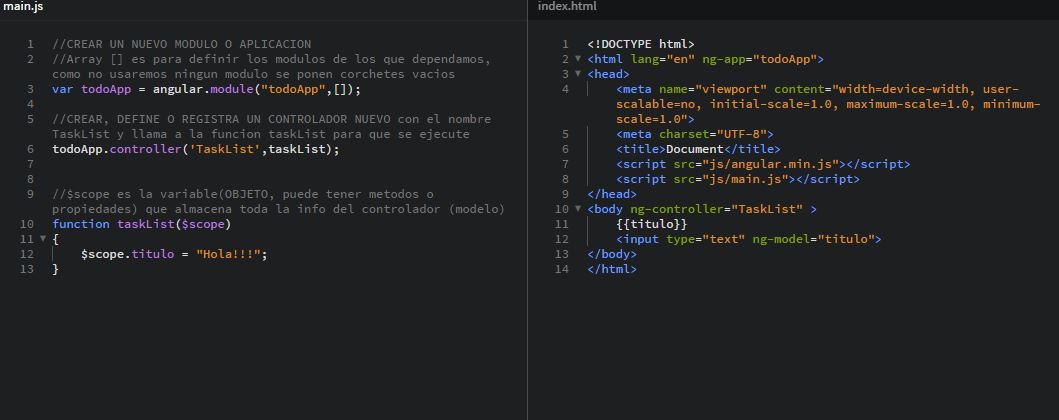 main.js
1 //CREAR UN NUEVO MODULO O APLICACION
2 //Array [] es para definir los modulos de los que dependamos,
como no usaremos ningun modulo se ponen corchetes vacios
3 var todoApp = angular.module("todoApp",[]);
4
5 //CREAR, DEFINE O REGISTRA UN CONTROLADOR NUEVO con el nombre
TaskList y llama a la funcion taskList para que se ejecute
6 todoApp.controller('TaskList',taskList);
7
8
9 //$scope es la variable(OBJETO, puede tener metodos o
propiedades) que almacena toda la info del controlador (modelo)
10 function taskList($scope)
11 {
12 $scope.titulo = "Hola!!!";
13 }
index.html
1 <!DOCTYPE html>
2 <html lang="en" ng-app="todoApp">
3 <head>
4 <meta name="viewport" content="width=device-width, user-
scalable=no, initial-scale=1.0, maximum-scale=1.0, minimum-
scale=1.0">
5 <meta charset="UTF-8">
6 <title>Document</title>
7 <script src="js/angular.min.js"></script>
8 <script src="js/main.js"></script>
9 </head>
10 <body ng-controller="TaskList" >
11 {{titulo}}
12 <input type="text" ng-model="titulo">
13 </body>
14 </html>